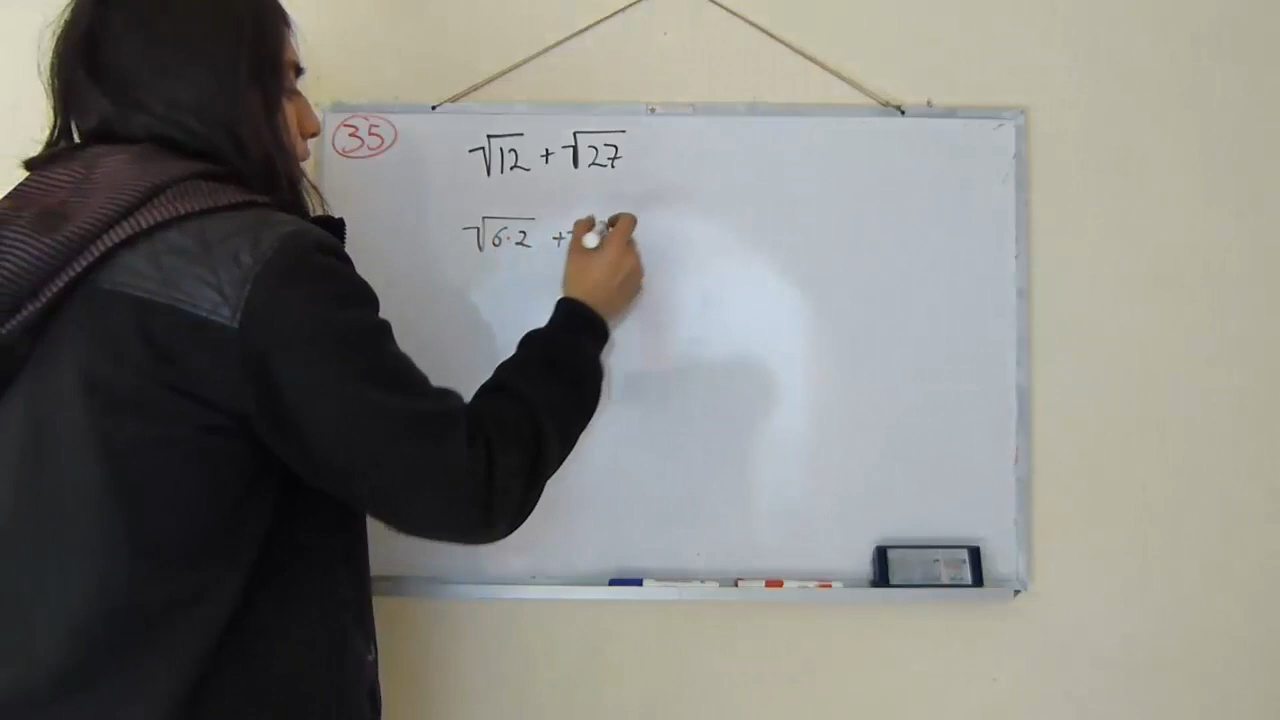 35 √12 + √27
√6·2 +